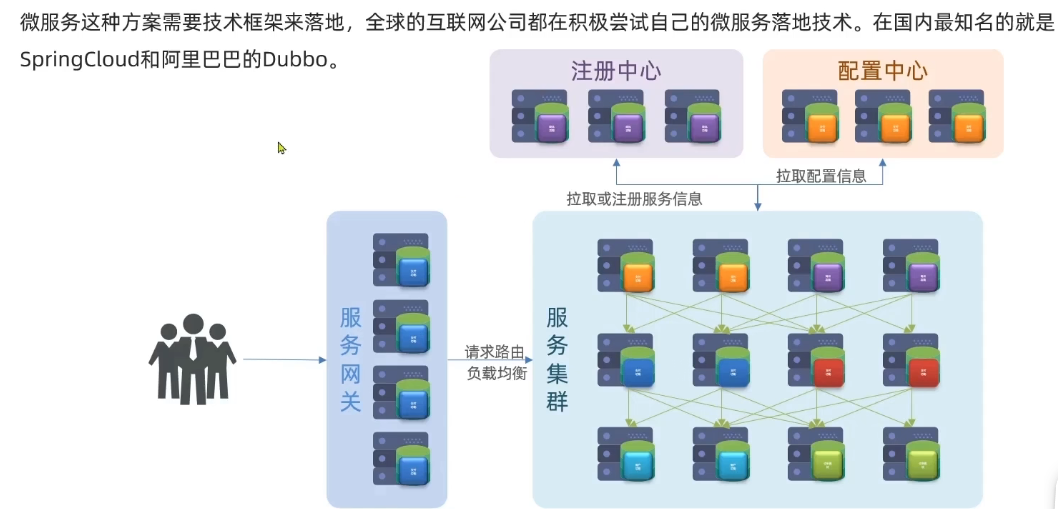 微服务这种方案需要技术框架来落地，全球的互联网公司都在积极尝试自己的微服务落地技术。在国内最知名的就是
SpringCloud和阿里巴巴的Dubbo。
注册中心
配置中心
拉取配置信息
拉取或注册服务信息
服务网关
请求路由
负载均衡
服务集群